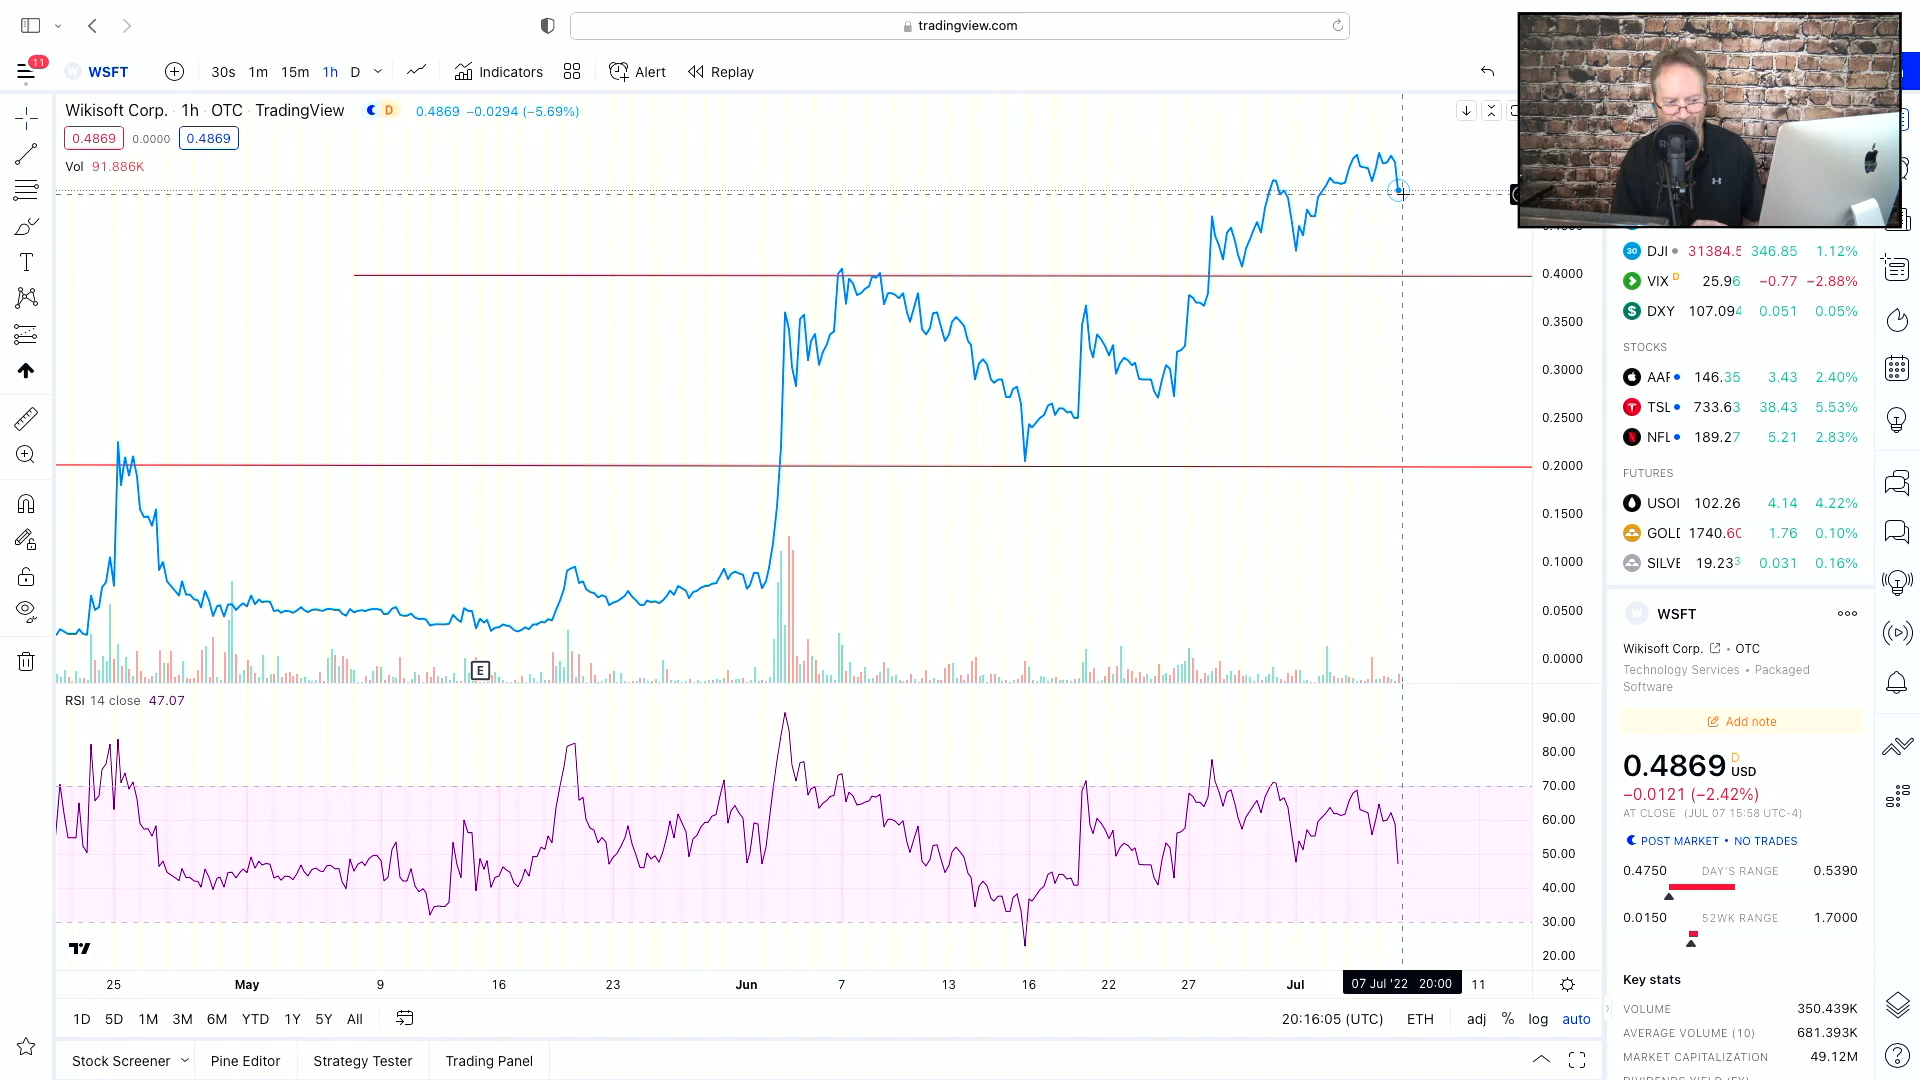 tradingview.com
11
WSFT
30s 1m 15m 1h D
Indicators
Alert
Replay
Wikisoft Corp. · 1h · OTC · TradingView D 0.4869 −0.0294 (−5.69%)
0.4869 0.0000 0.4869
Vol 91.886K
0.4000
0.3500
0.3000
0.2500
0.2000
0.1500
0.1000
0.0500
0.0000
E
RSI 14 close 47.07
90.00
80.00
70.00
60.00
50.00
40.00
30.00
20.00
25 May 9 16 23 Jun 7 13 16 22 27 Jul 07 Jul '22 20:00 11
1D 5D 1M 3M 6M YTD 1Y 5Y All
20:16:05 (UTC) ETH adj % log auto
Stock Screener Pine Editor Strategy Tester Trading Panel
30 DJI 31384.5 346.85 1.12%
VIX D 25.96 −0.77 −2.88%
DXY 107.094 0.051 0.05%
STOCKS
AAP 146.35 3.43 2.40%
TSL 733.63 38.43 5.53%
NFL 189.27 5.21 2.83%
FUTURES
USOI 102.26 4.14 4.22%
GOLD 1740.60 1.76 0.10%
SILVE 19.233 0.031 0.16%
W WSFT
Wikisoft Corp. • OTC
Technology Services • Packaged
Software
Add note
0.4869 D USD
−0.0121 (−2.42%)
AT CLOSE (JUL 07 15:58 UTC-4)
POST MARKET • NO TRADES
0.4750 DAY'S RANGE 0.5390
0.0150 52WK RANGE 1.7000
Key stats
VOLUME 350.439K
AVERAGE VOLUME (10) 681.393K
MARKET CAPITALIZATION 49.12M